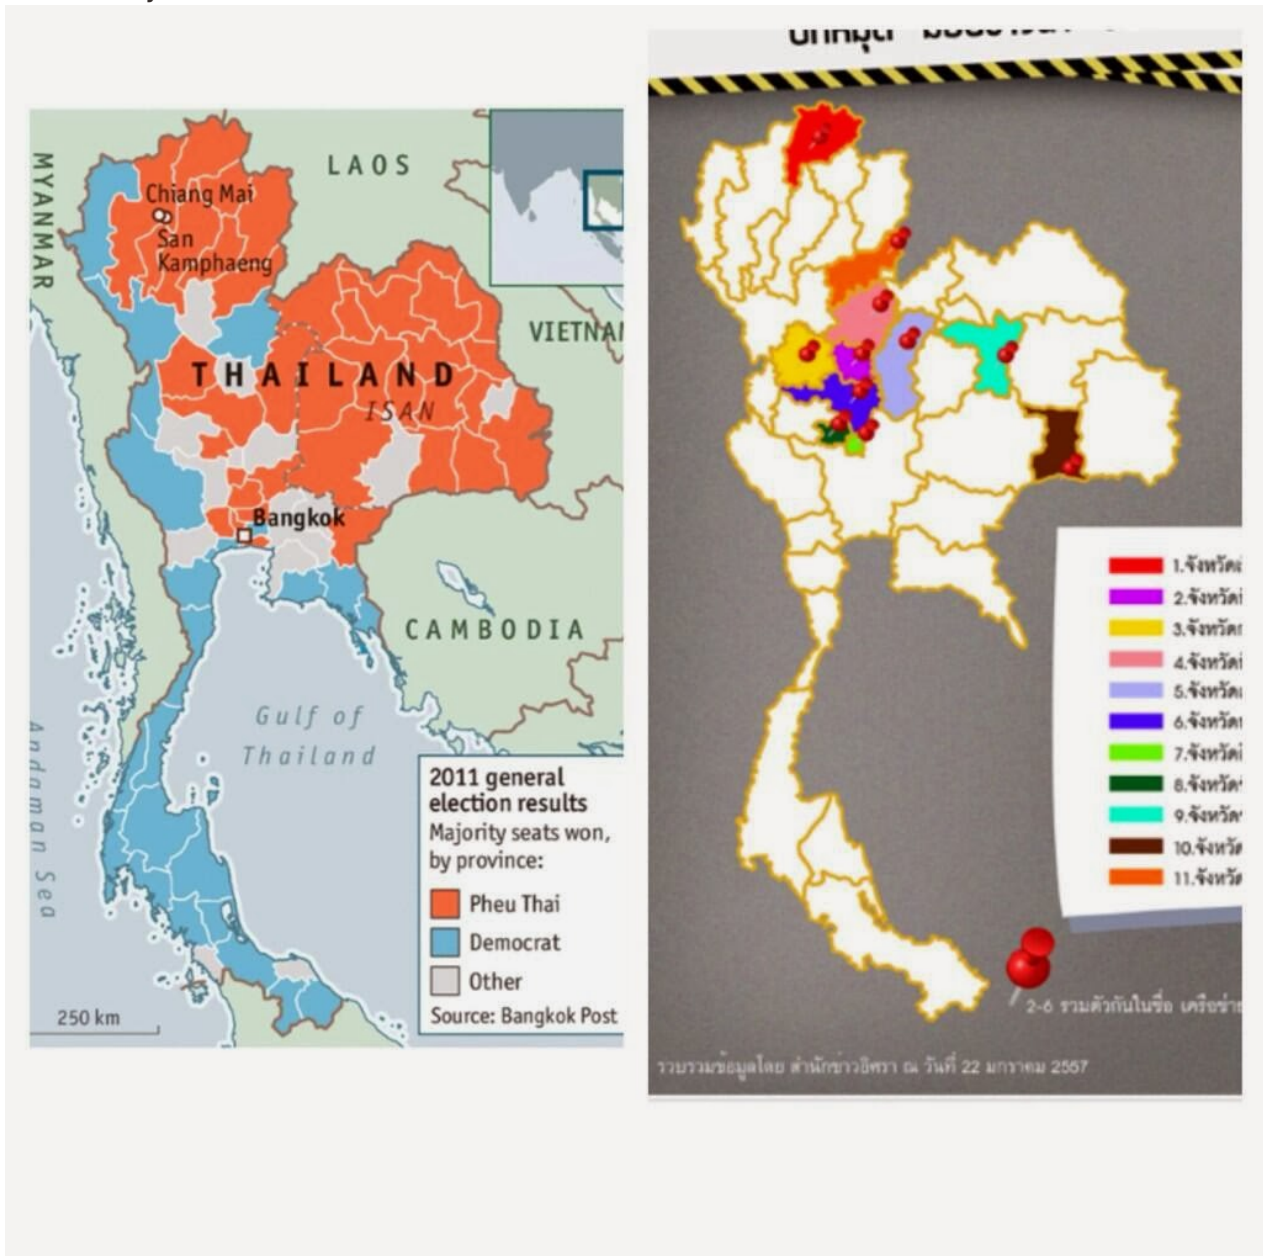 MYANMAR
LAOS
Chiang Mai
San
Kamphaeng
VIETNA
THAILAND
ISAN
Bangkok
CAMBODIA
Gulf of
Thailand
Andaman Sea
2011 general
election results
Majority seats won,
by province:
Pheu Thai
Democrat
Other
Source: Bangkok Post
250 km
1.จังหวัด
2.จังหวัด
3.จังหวัด
4.จังหวัด
5.จังหวัด
6.จังหวัด
7.จังหวัด
8.จังหวัด
9.จังหวัด
10.จังหวัด
11.จังหวัด
2-6 รวมตัวกันในชื่อ เครือข่าย
รวบรวมข้อมูลโดย สำนักข่าวอิศรา ณ วันที่ 22 มกราคม 2557